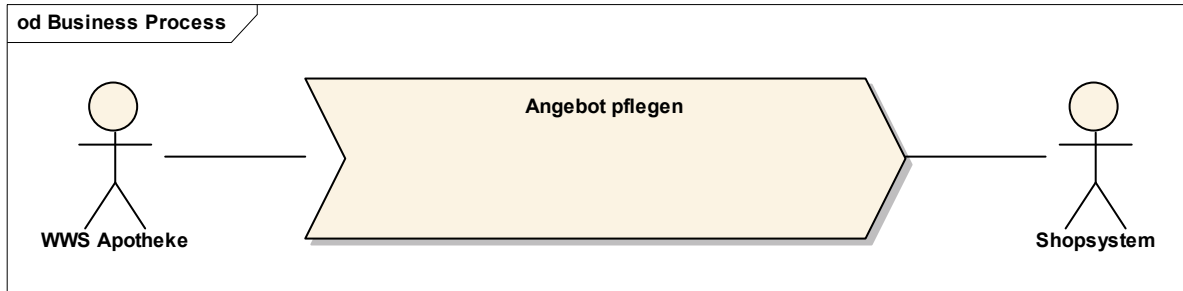 od Business Process
Angebot pflegen
WWS Apotheke
Shopsystem